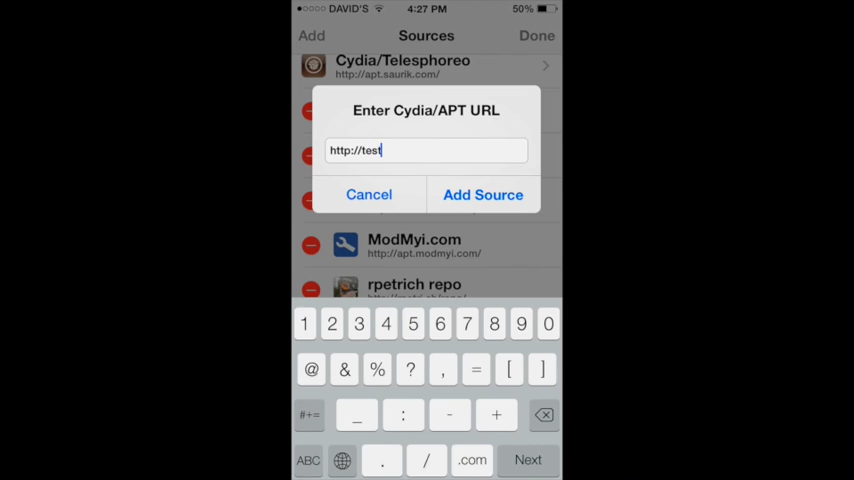 DAVID'S 4:27 PM 50%
Add Sources Done
Cydia/Telesphoreo
http://apt.saurik.com/
Enter Cydia/APT URL
http://test
Cancel Add Source
ModMyi.com
http://apt.modmyi.com/
rpetrich repo
1 2 3 4 5 6 7 8 9 0
@ & % ? , = [ ]
#+= _ : - +
ABC . / .com Next